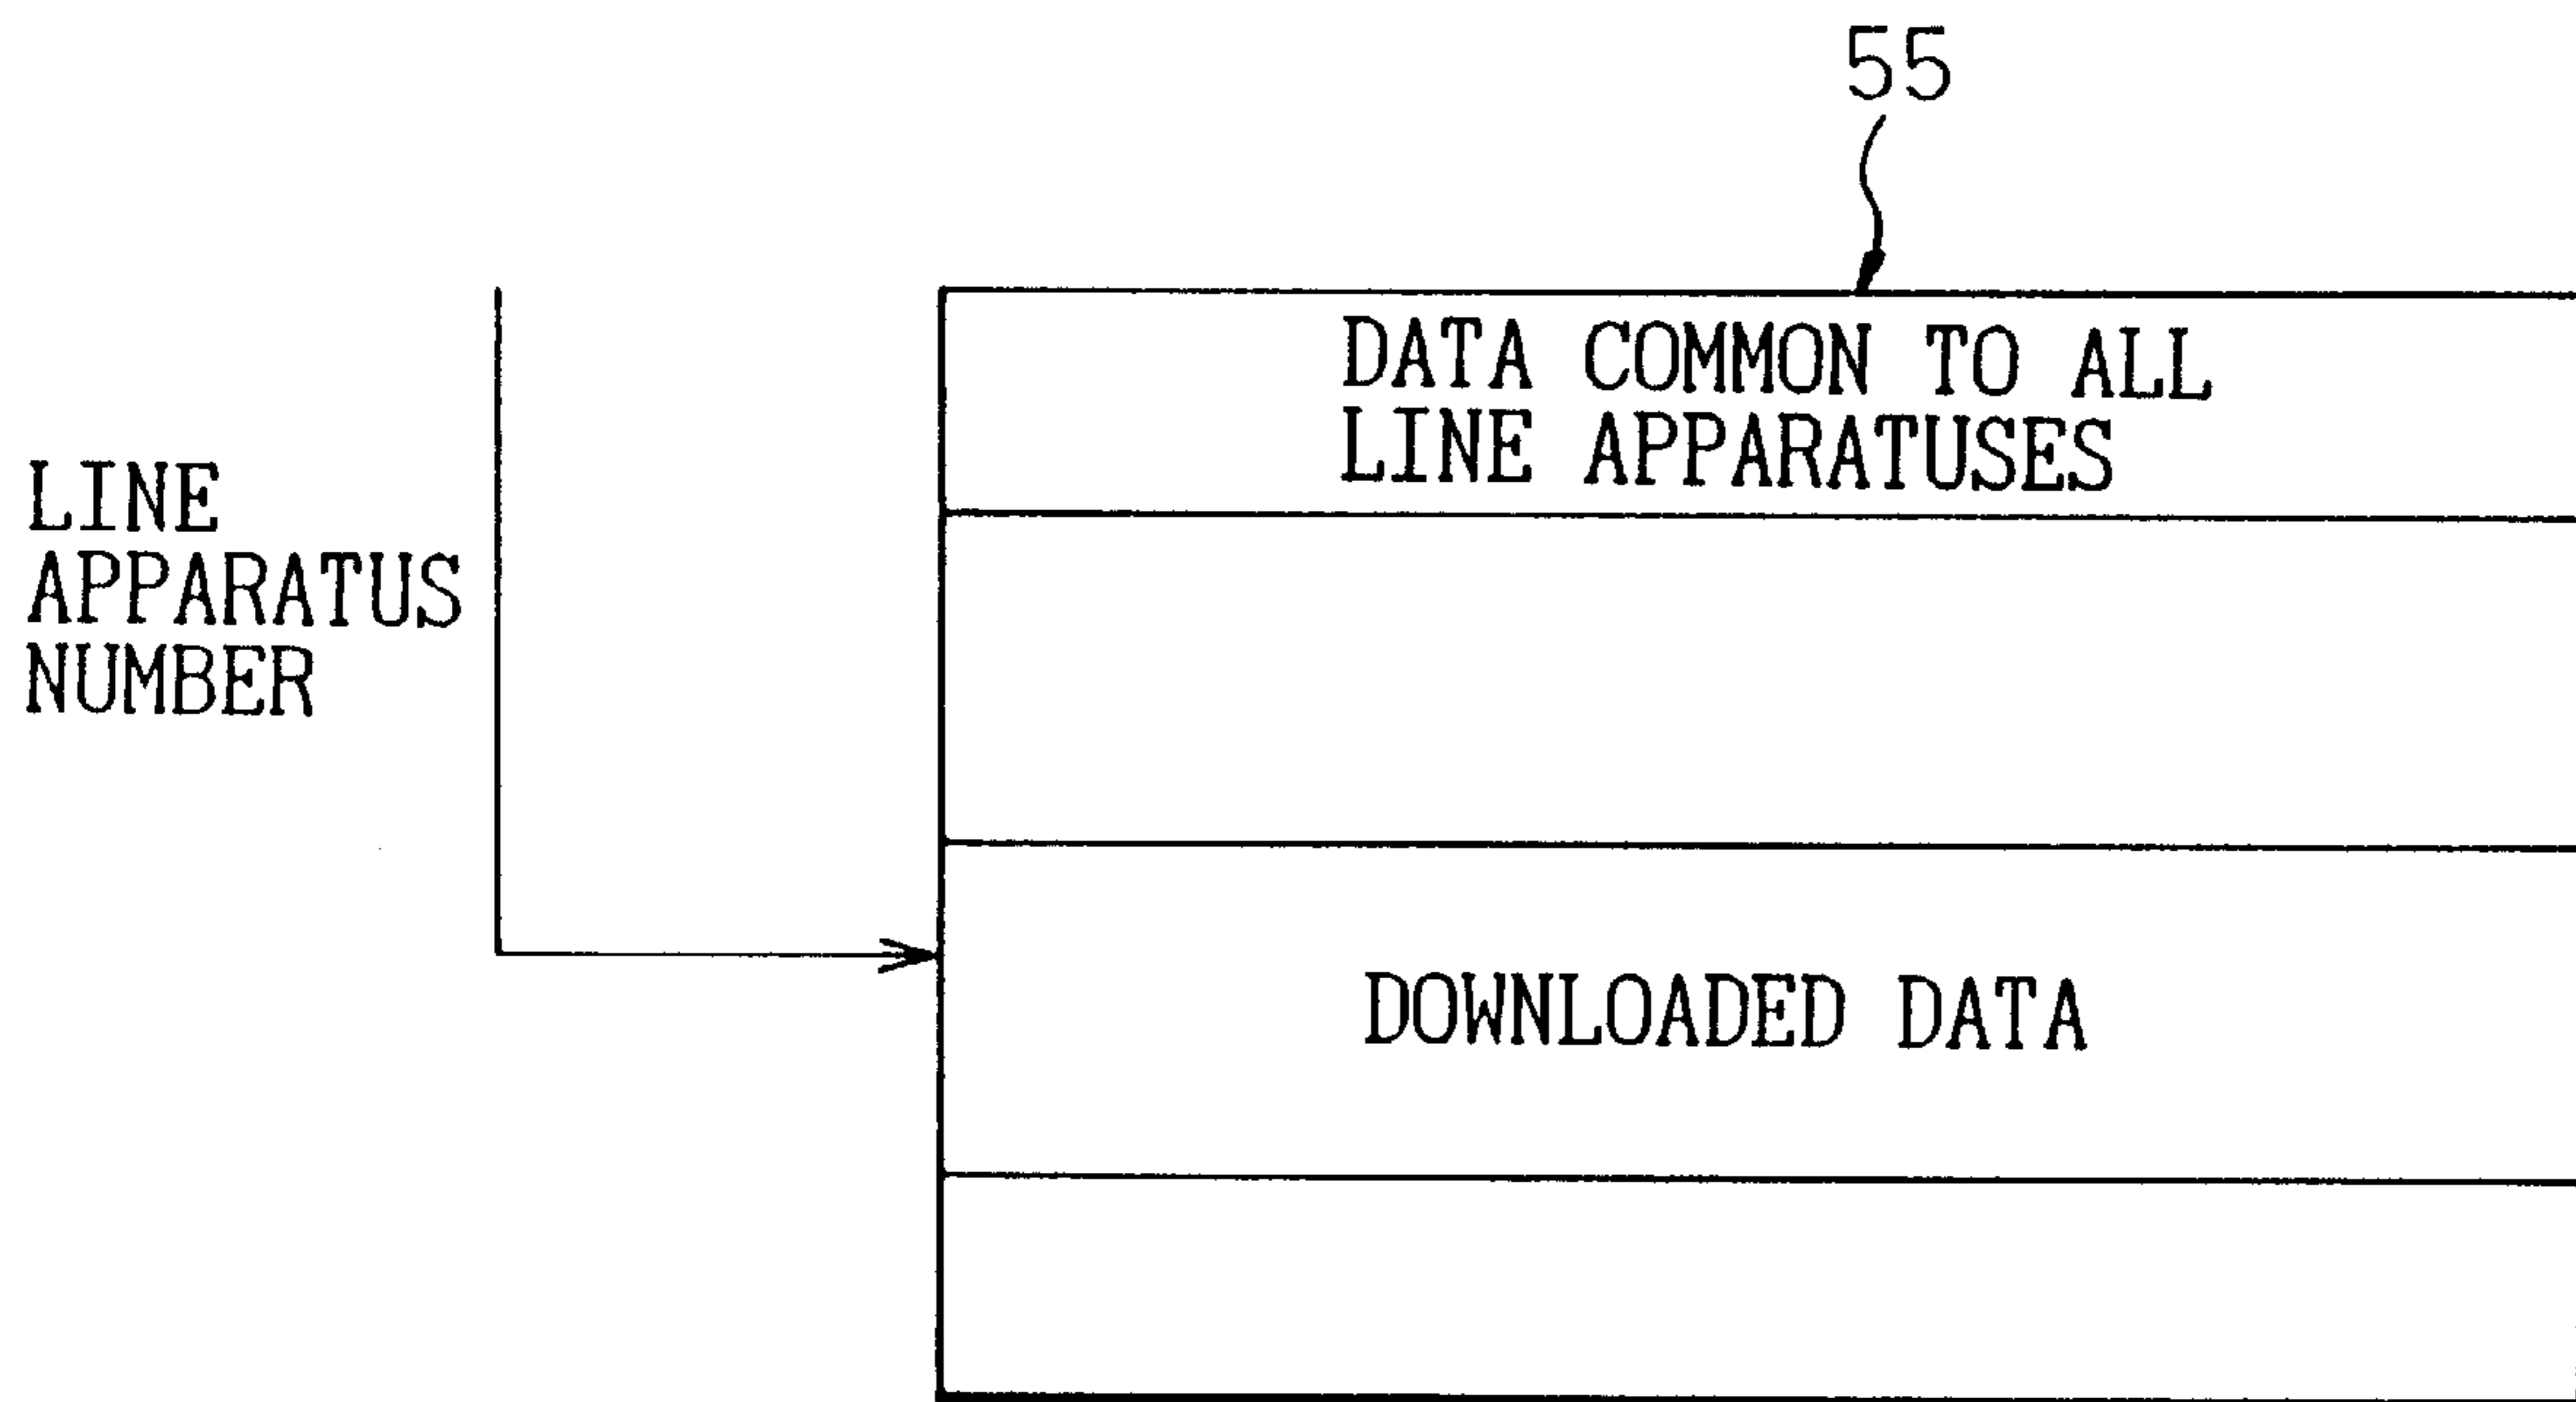 55
DATA COMMON TO ALL
LINE APPARATUSES
LINE
APPARATUS
NUMBER
DOWNLOADED DATA